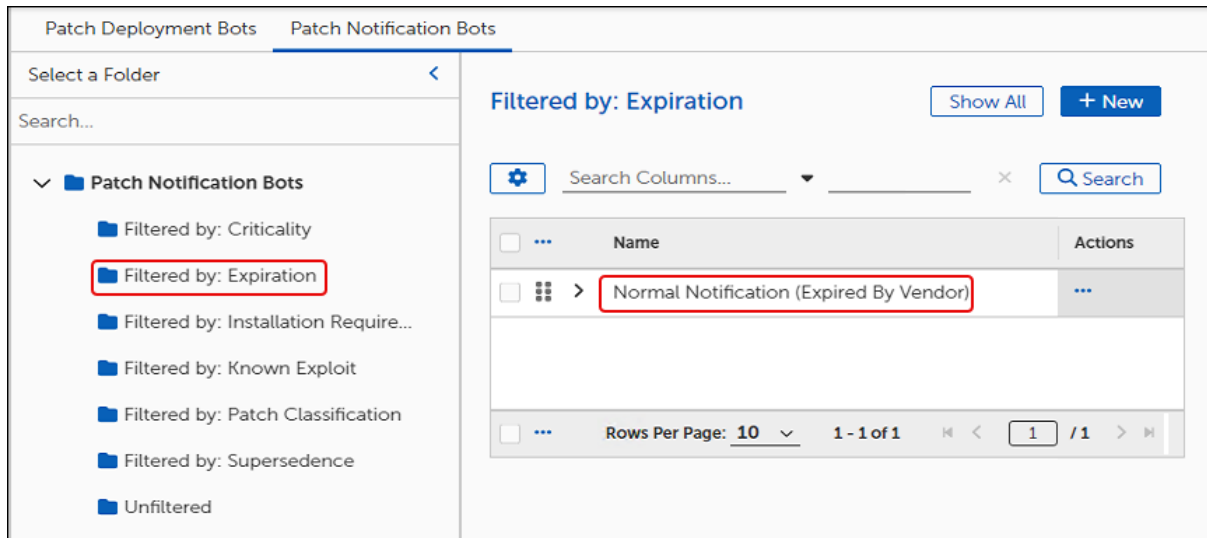 Patch Deployment Bots Patch Notification Bots
Select a Folder
Search...
Patch Notification Bots
Filtered by: Criticality
Filtered by: Expiration
Filtered by: Installation Require...
Filtered by: Known Exploit
Filtered by: Patch Classification
Filtered by: Supersedence
Unfiltered
Filtered by: Expiration Show All + New
Search Columns... Search
Name Actions
Normal Notification (Expired By Vendor)
Rows Per Page: 10 1 - 1 of 1 1 / 1